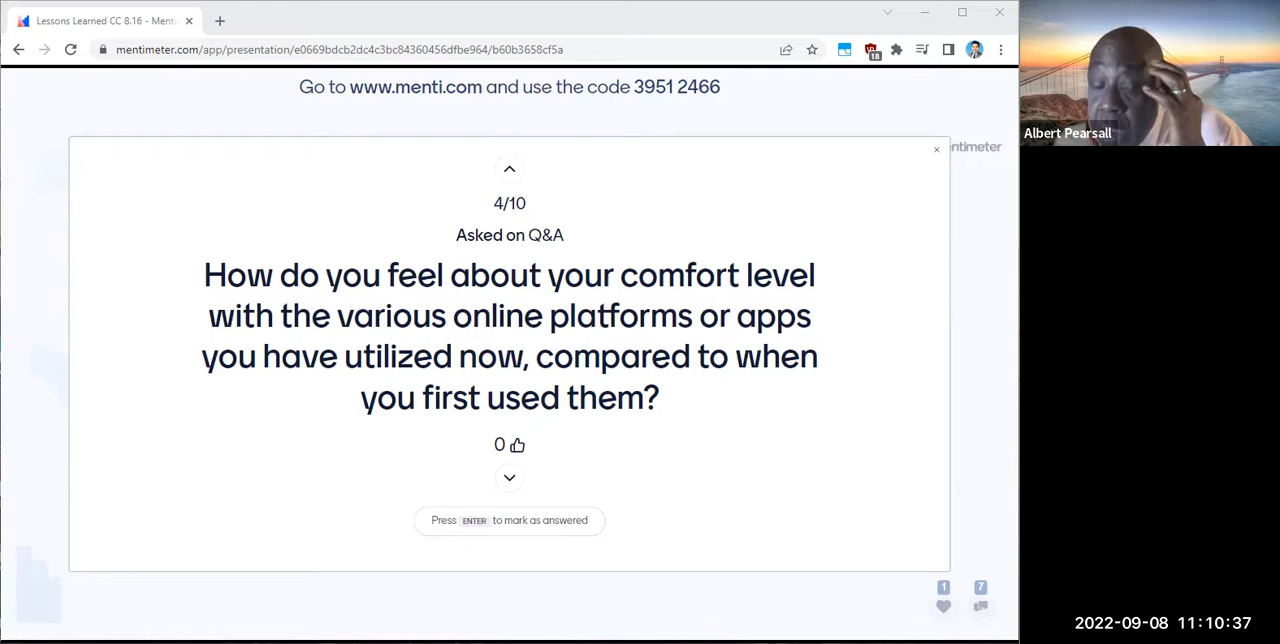 Lessons Learned CC 8.16 - Menti
mentimeter.com/app/presentation/e0669bdcb2dc4c3bc84360456dfbe964/b60b3658cf5a
18
Go to www.menti.com and use the code 3951 2466
ntimeter
4/10
Asked on Q&A
How do you feel about your comfort level
with the various online platforms or apps
you have utilized now, compared to when
you first used them?
0
Press ENTER to mark as answered
1 7
Albert Pearsall
2022-09-08 11:10:37